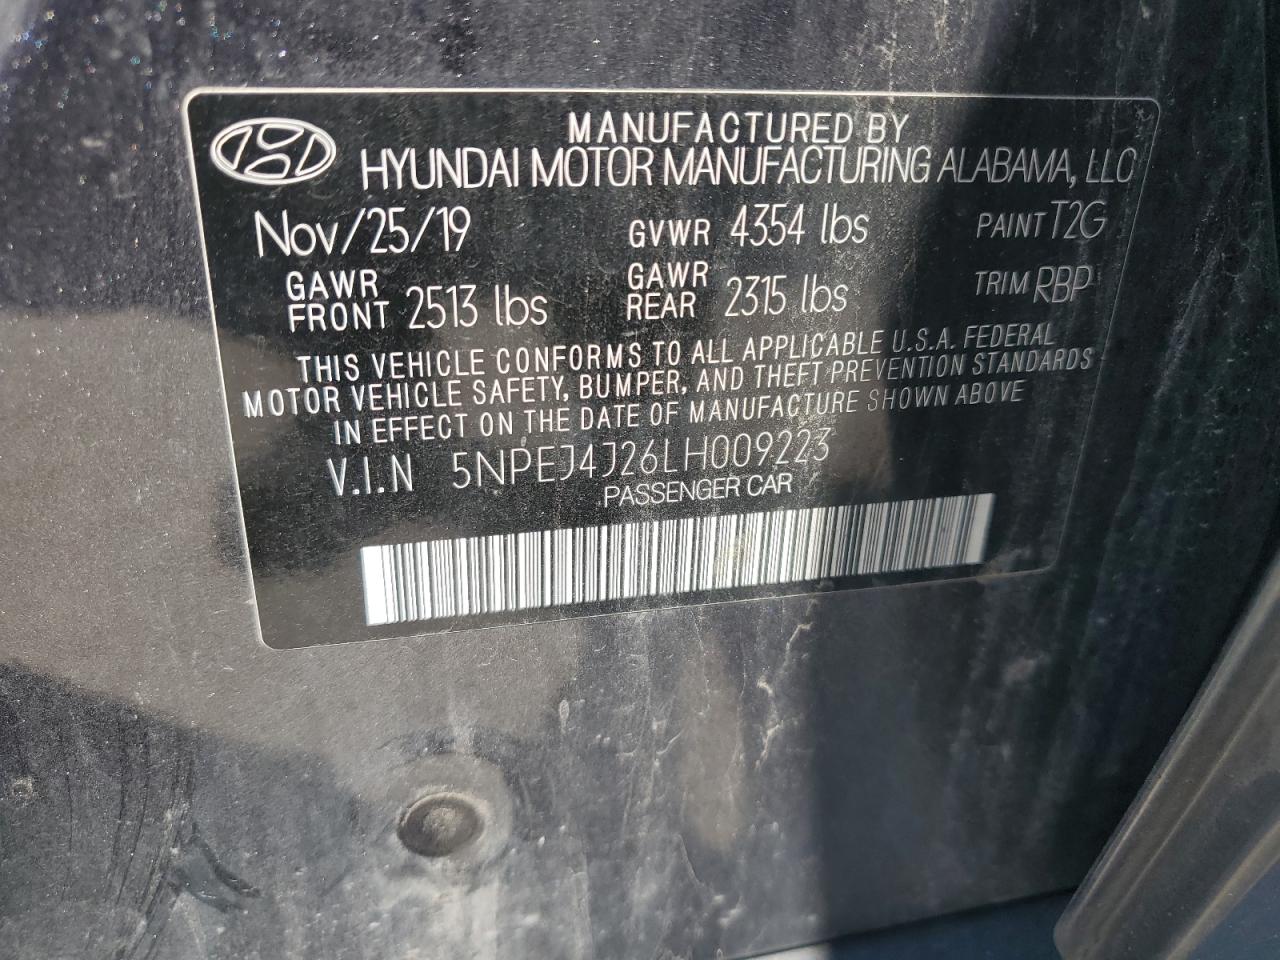 MANUFACTURED BY
HYUNDAI MOTOR MANUFACTURING ALABAMA, LLC
Nov/25/19 GVWR 4354 lbs PAINT T2G
GAWR FRONT 2513 lbs GAWR REAR 2315 lbs TRIM RBP
THIS VEHICLE CONFORMS TO ALL APPLICABLE U.S.A. FEDERAL
MOTOR VEHICLE SAFETY, BUMPER, AND THEFT PREVENTION STANDARDS
IN EFFECT ON THE DATE OF MANUFACTURE SHOWN ABOVE
V.I.N 5NPEJ4J26LH009223
PASSENGER CAR